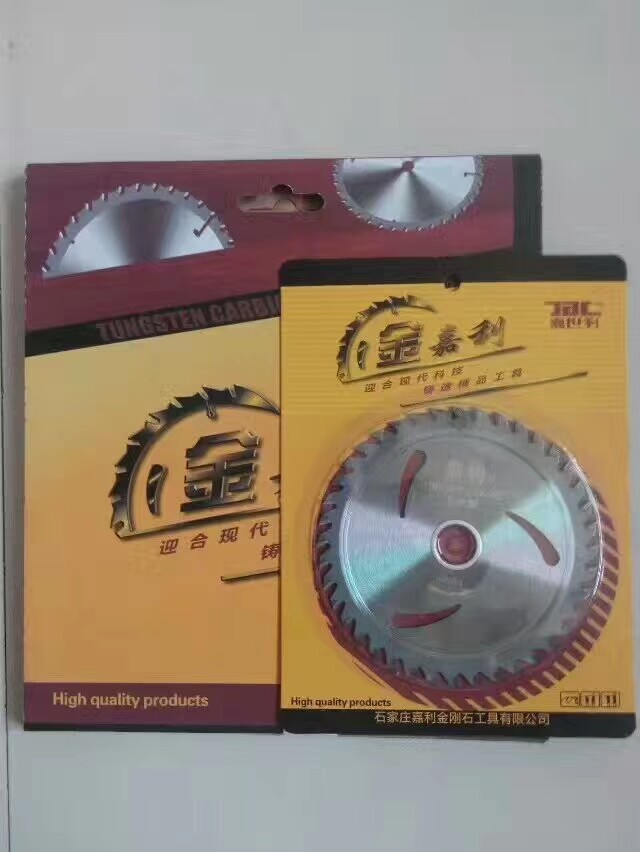 TUNGSTEN CARBI
金
迎合现代
铸
High quality products
金嘉利
迎合现代科技
铸造精品工具
嘉世利
High quality products
石家庄嘉利金刚石工具有限公司